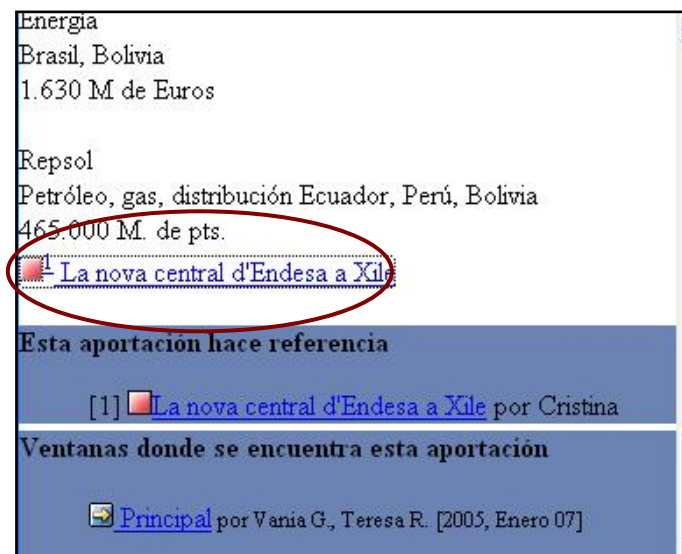 Energía
Brasil, Bolivia
1.630 M de Euros
Repsol
Petróleo, gas, distribución Ecuador, Perú, Bolivia
465.000 M. de pts.
1 La nova central d'Endesa a Xile
Esta aportación hace referencia
[1] La nova central d'Endesa a Xile por Cristina
Ventanas donde se encuentra esta aportación
Principal por Vania G., Teresa R. [2005, Enero 07]